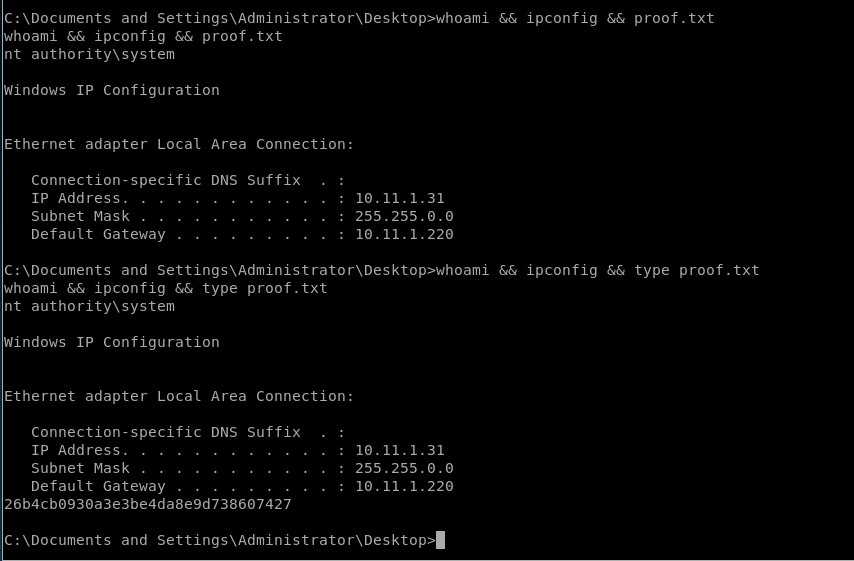 C:\Documents and Settings\Administrator\Desktop>whoami && ipconfig && proof.txt
whoami && ipconfig && proof.txt
nt authority\system
Windows IP Configuration
Ethernet adapter Local Area Connection:
   Connection-specific DNS Suffix  . :
   IP Address. . . . . . . . . . . . : 10.11.1.31
   Subnet Mask . . . . . . . . . . . : 255.255.0.0
   Default Gateway . . . . . . . . . : 10.11.1.220
C:\Documents and Settings\Administrator\Desktop>whoami && ipconfig && type proof.txt
whoami && ipconfig && type proof.txt
nt authority\system
Windows IP Configuration
Ethernet adapter Local Area Connection:
   Connection-specific DNS Suffix  . :
   IP Address. . . . . . . . . . . . : 10.11.1.31
   Subnet Mask . . . . . . . . . . . : 255.255.0.0
   Default Gateway . . . . . . . . . : 10.11.1.220
26b4cb0930a3e3be4da8e9d738607427
C:\Documents and Settings\Administrator\Desktop>